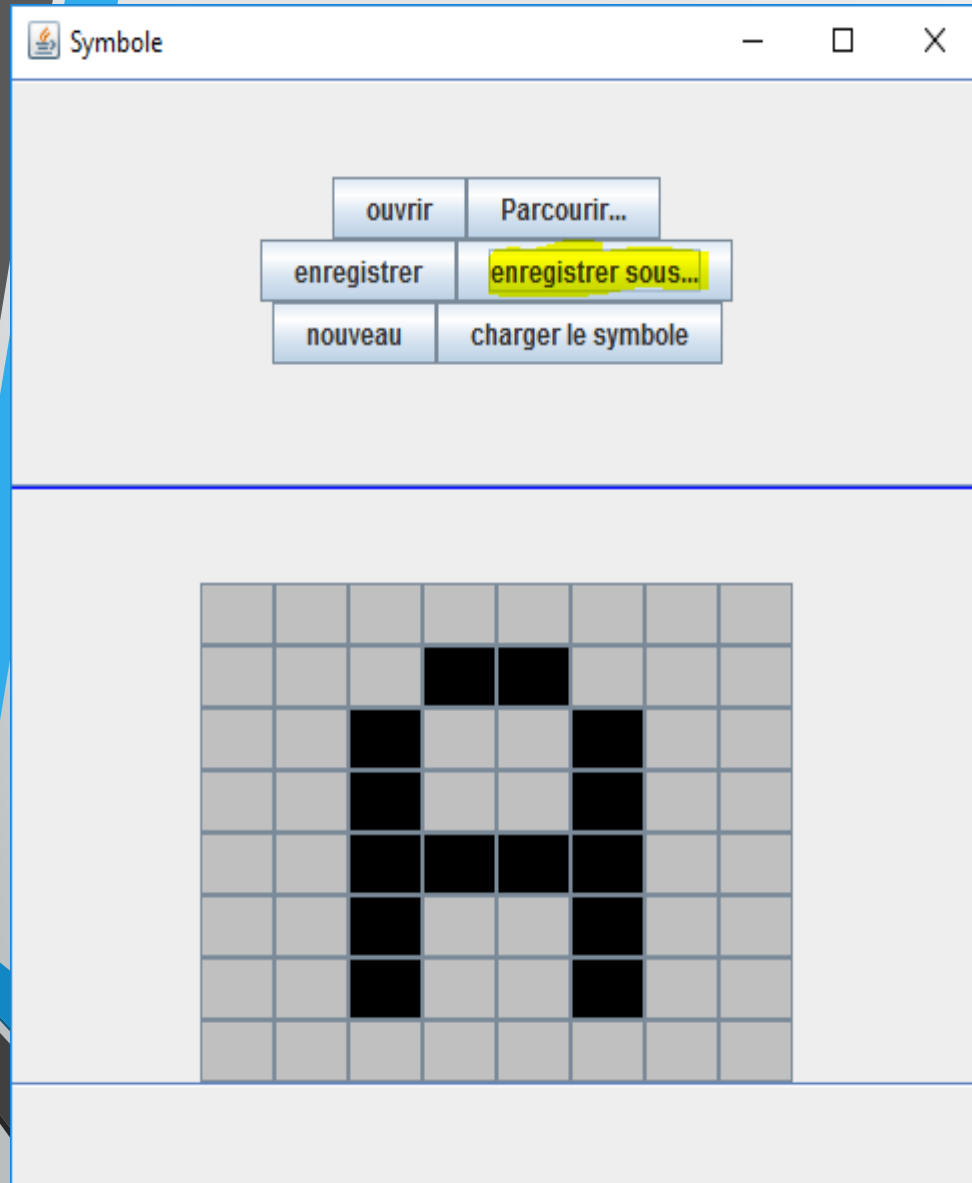 Symbole
ouvrir Parcourir...
enregistrer enregistrer sous...
nouveau charger le symbole